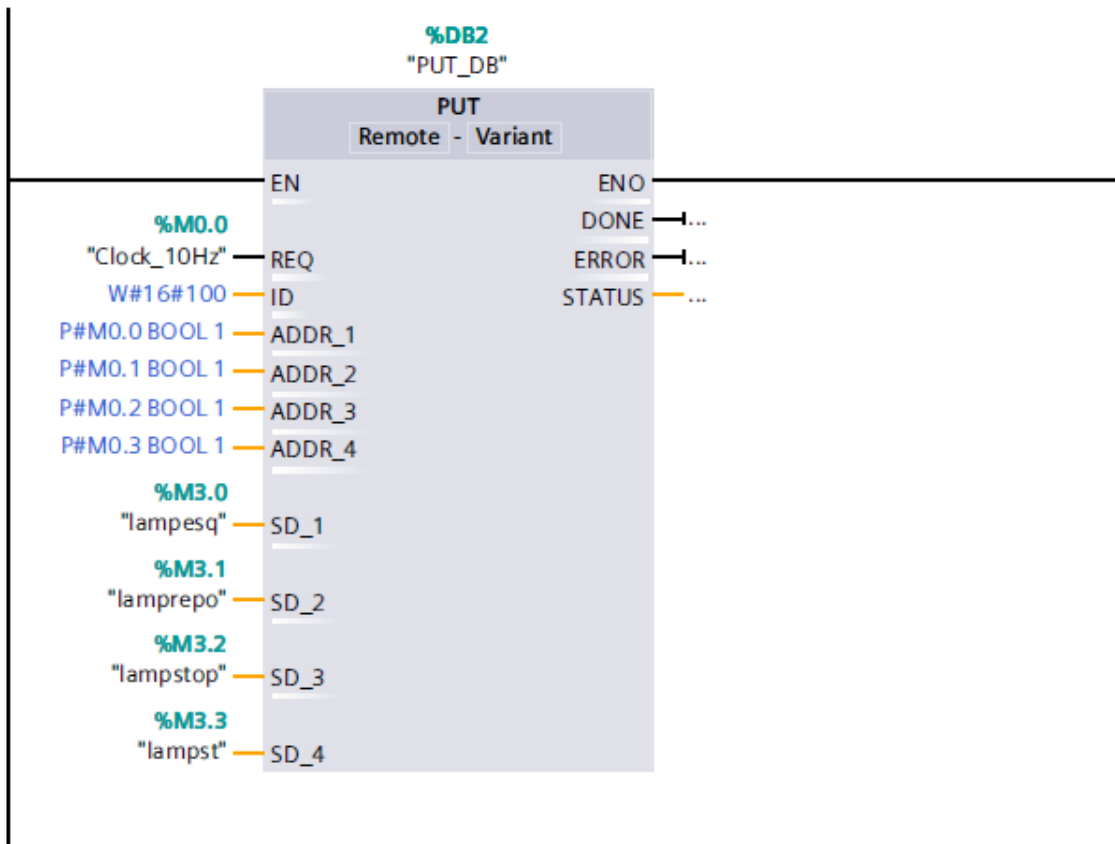 %DB2
"PUT_DB"
PUT
Remote - Variant
EN ENO
DONE ...
%M0.0
"Clock_10Hz" REQ ERROR ...
W#16#100 ID STATUS ...
P#M0.0 BOOL 1 ADDR_1
P#M0.1 BOOL 1 ADDR_2
P#M0.2 BOOL 1 ADDR_3
P#M0.3 BOOL 1 ADDR_4
%M3.0
"lampesq" SD_1
%M3.1
"lamprepo" SD_2
%M3.2
"lampstop" SD_3
%M3.3
"lampst" SD_4